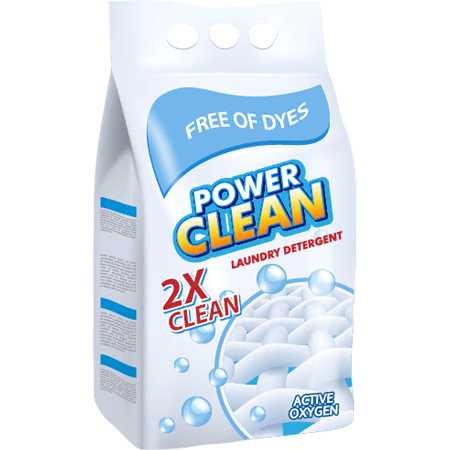 FREE OF DYES
POWER
CLEAN
LAUNDRY DETERGENT
2X
CLEAN
ACTIVE
OXYGEN